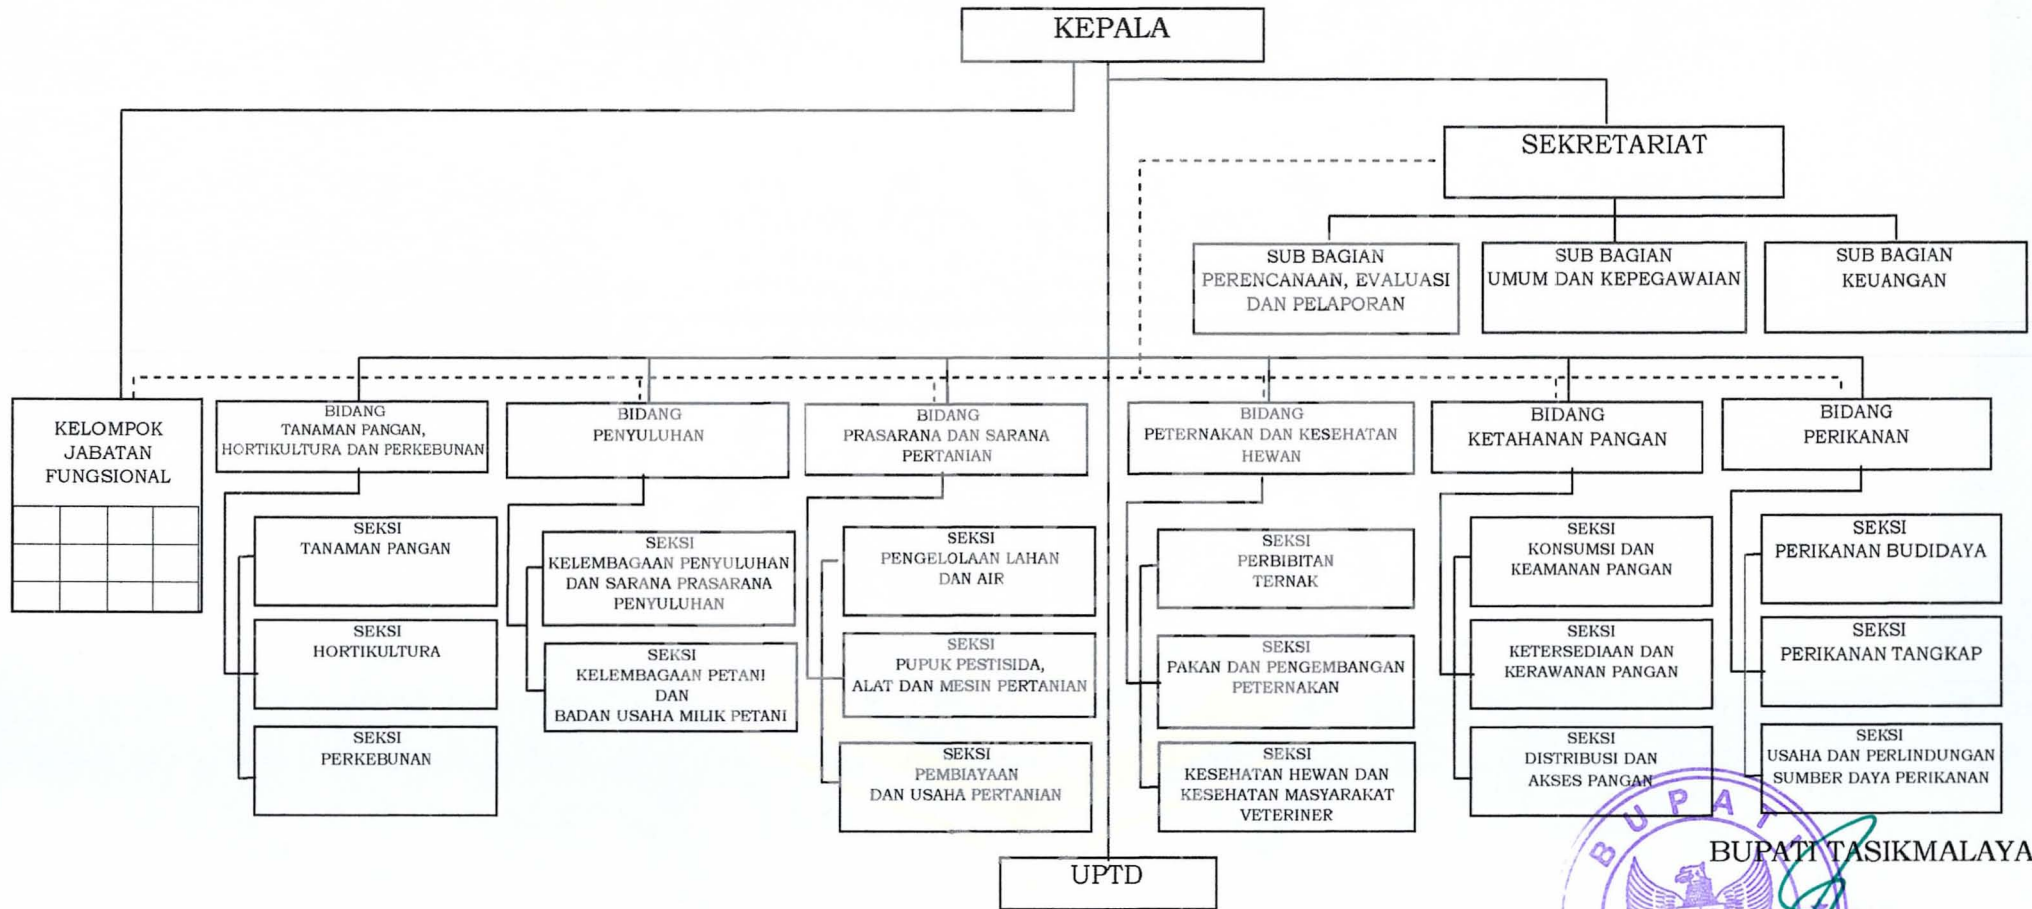 KEPALA
SEKRETARIAT
SUB BAGIAN
PERENCANAAN, EVALUASI
DAN PELAPORAN
SUB BAGIAN
UMUM DAN KEPEGAWAIAN
SUB BAGIAN
KEUANGAN
KELOMPOK
JABATAN
FUNGSIONAL
BIDANG
TANAMAN PANGAN,
HORTIKULTURA DAN PERKEBUNAN
SEKSI
TANAMAN PANGAN
SEKSI
HORTIKULTURA
SEKSI
PERKEBUNAN
BIDANG
PENYULUHAN
SEKSI
KELEMBAGAAN PENYULUHAN
DAN SARANA PRASARANA
PENYULUHAN
SEKSI
KELEMBAGAAN PETANI
DAN
BADAN USAHA MILIK PETANI
BIDANG
PRASARANA DAN SARANA
PERTANIAN
SEKSI
PENGELOLAAN LAHAN
DAN AIR
SEKSI
PUPUK PESTISIDA,
ALAT DAN MESIN PERTANIAN
SEKSI
PEMBIAYAAN
DAN USAHA PERTANIAN
BIDANG
PETERNAKAN DAN KESEHATAN
HEWAN
SEKSI
PERBIBITAN
TERNAK
SEKSI
PAKAN DAN PENGEMBANGAN
PETERNAKAN
SEKSI
KESEHATAN HEWAN DAN
KESEHATAN MASYARAKAT
VETERINER
BIDANG
KETAHANAN PANGAN
SEKSI
KONSUMSI DAN
KEAMANAN PANGAN
SEKSI
KETERSEDIAAN DAN
KERAWANAN PANGAN
SEKSI
DISTRIBUSI DAN
AKSES PANGAN
BIDANG
PERIKANAN
SEKSI
PERIKANAN BUDIDAYA
SEKSI
PERIKANAN TANGKAP
SEKSI
USAHA DAN PERLINDUNGAN
SUMBER DAYA PERIKANAN
UPTD
BUPATI
BUPATI TASIKMALAYA